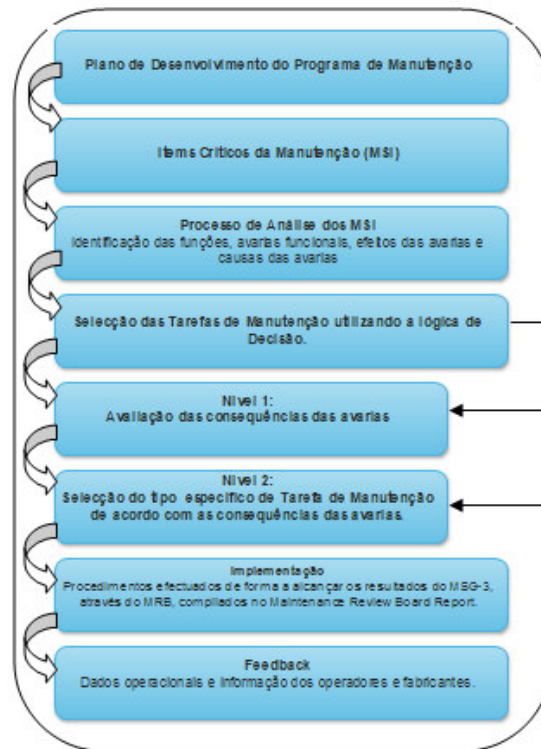 Plano de Desenvolvimento do Programa de Manutenção
Items Críticos da Manutenção (MSI)
Processo de Análise dos MSI
Identificação das funções, avarias funcionais, efeitos das avarias e
causas das avarias
Selecção das Tarefas de Manutenção utilizando a lógica de
Decisão.
Nível 1:
Avaliação das consequências das avarias
Nível 2:
Selecção do tipo específico de Tarefa de Manutenção
de acordo com as consequências das avarias.
Implementação
Procedimentos efectuados de forma a alcançar os resultados do MSG-3,
através do MRB, compilados no Maintenance Review Board Report.
Feedback
Dados operacionais e informação dos operadores e fabricantes.